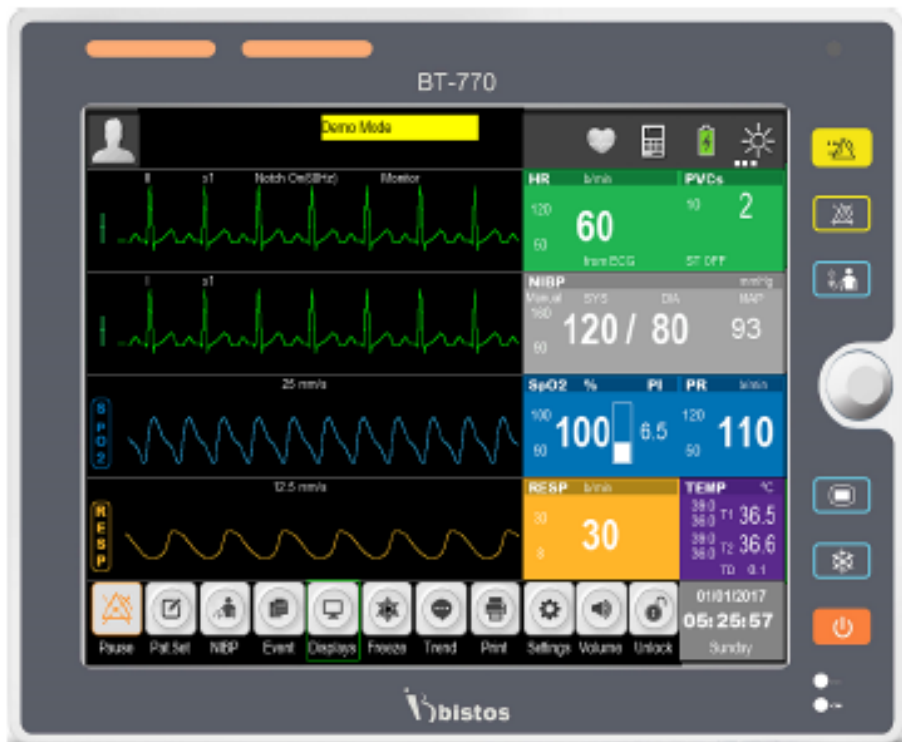 BT-770
Demo Mode
II x1 Notch On(50Hz) Monitor
HR b/min PVCs
120 60 10 2
50
from ECG ST OFF
I x1
NIBP mmHg
Manual SYS DIA MAP
160
120 / 80 93
90
25 mm/s
SpO2 % PI PR b/min
SPO2
100 100 6.5 120 110
90 50
12.5 mm/s
RESP b/min TEMP °C
RESP
30 30 39.0 T1 36.5
36.0
8 39.0 T2 36.6
36.0
TD 0.1
01/01/2017
05:25:57
Sunday
Pause Pat.Set NIBP Event Displays Freeze Trend Print Settings Volume Unlock
bistos